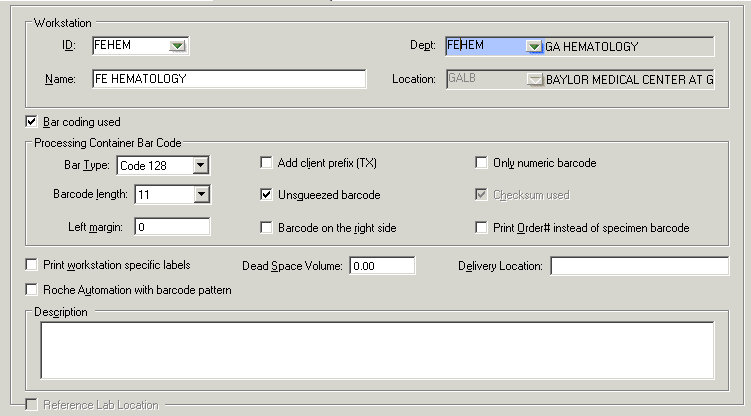 Workstation
ID: FEHEM Dept: FEHEM GA HEMATOLOGY
Name: FE HEMATOLOGY Location: GALB BAYLOR MEDICAL CENTER AT G
Bar coding used
Processing Container Bar Code
Bar Type: Code 128 Add client prefix (TX) Only numeric barcode
Barcode length: 11 Unsgueezed barcode Checksum used
Left margin: 0 Barcode on the right side Print Order# instead of specimen barcode
Print workstation specific labels Dead Space Volume: 0.00 Delivery Location:
Roche Automation with barcode pattern
Description
Reference Lab Location